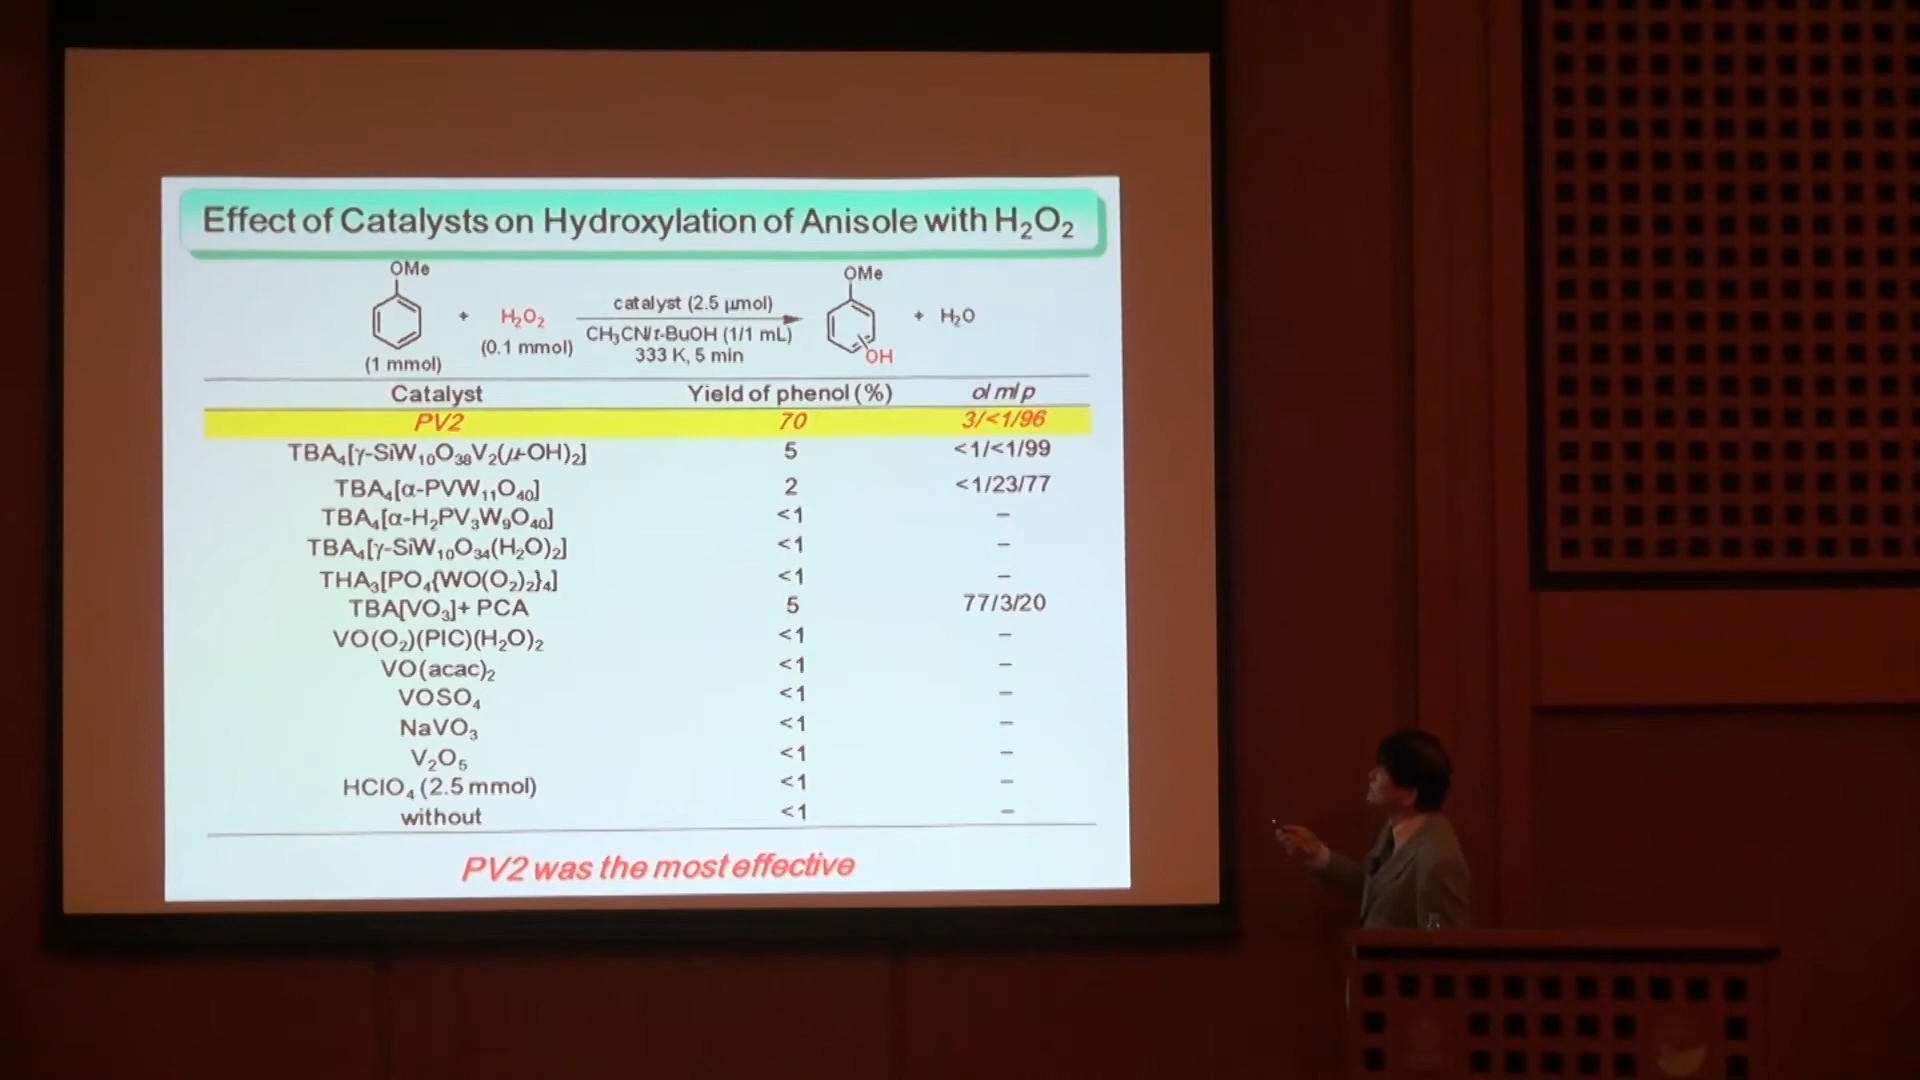 Effect of Catalysts on Hydroxylation of Anisole with H₂O₂
OMe
(1 mmol)
+
H₂O₂
(0.1 mmol)
catalyst (2.5 μmol)
CH₃CN/t-BuOH (1/1 mL)
333 K, 5 min
OMe
OH
+ H₂O
Catalyst Yield of phenol (%) o/m/p
PV2 70 3/<1/96
TBA₄[γ-SiW₁₀O₃₈V₂(μ-OH)₂] 5 <1/<1/99
TBA₄[α-PVW₁₁O₄₀] 2 <1/23/77
TBA₄[α-H₂PV₃W₉O₄₀] <1 –
TBA₄[γ-SiW₁₀O₃₄(H₂O)₂] <1 –
THA₃[PO₄{WO(O₂)₂}₄] <1 –
TBA[VO₃]+ PCA 5 77/3/20
VO(O₂)(PIC)(H₂O)₂ <1 –
VO(acac)₂ <1 –
VOSO₄ <1 –
NaVO₃ <1 –
V₂O₅ <1 –
HClO₄ (2.5 mmol) <1 –
without <1 –
PV2 was the most effective